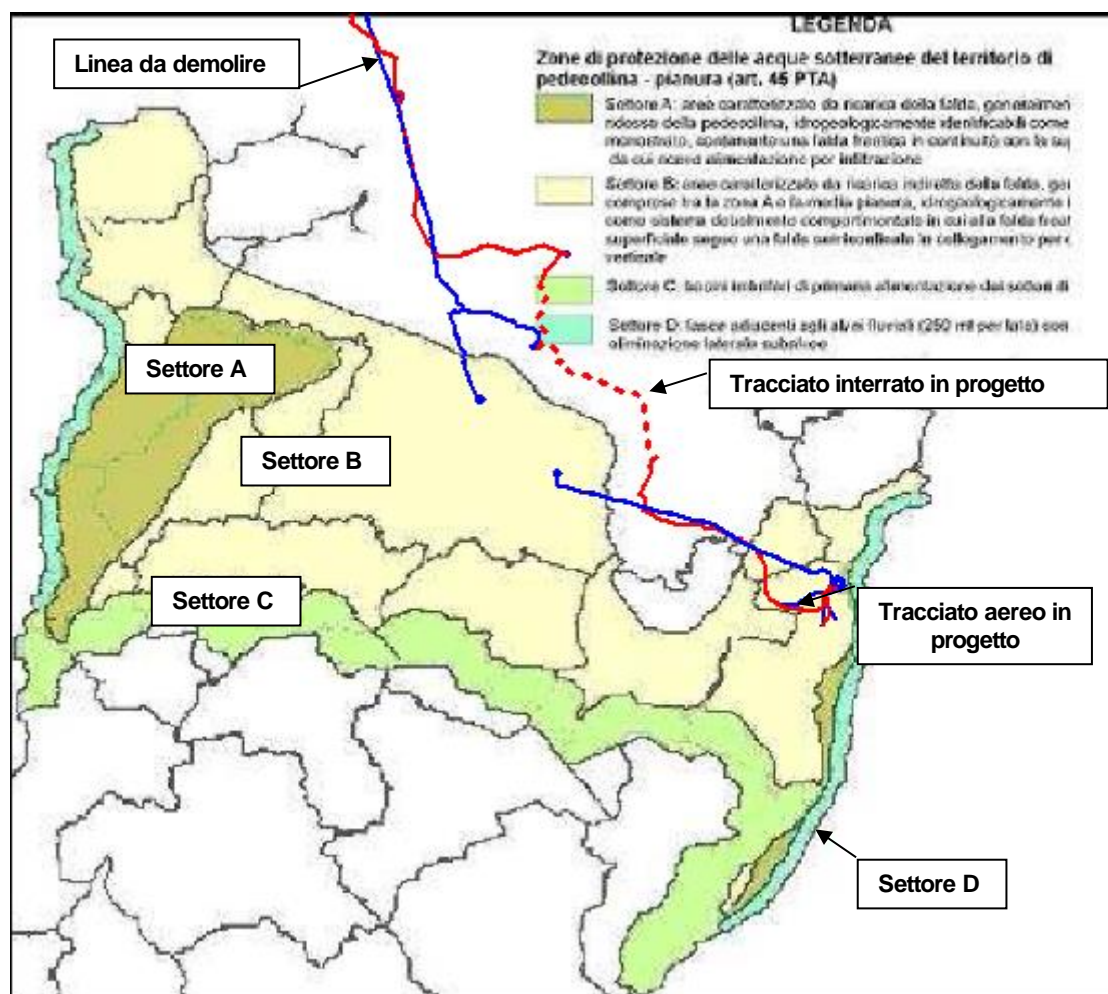 LEGENDA
Linea da demolire
Zone di protezione delle acque sotterranee del territorio di
pedecollina - pianura (art. 45 PTA)
Settore A: aree caratterizzate da ricarica della falda, generalmen
idrogeologicamente identificabili come
monostrato, contenente una falda freatica in continuità con la su
da cui riceve alimentazione per infiltrazione
Settore B: aree caratterizzate da ricarica indiretta della falda, ge
comprese tra la zona A e la media pianura, idrogeologicamente i
come sistema debolmente compartimentato in cui alla falda freat
superficiale segue una falda semiconfinata in collegamento per
verticale
Settore C: bacini imbriferi di primaria alimentazione dei settori di
Settore D: fasce adiacenti agli alvei fluviali (250 mt per lato) con
laterale subalvea
Settore A
Tracciato interrato in progetto
Settore B
Settore C
Tracciato aereo in
progetto
Settore D